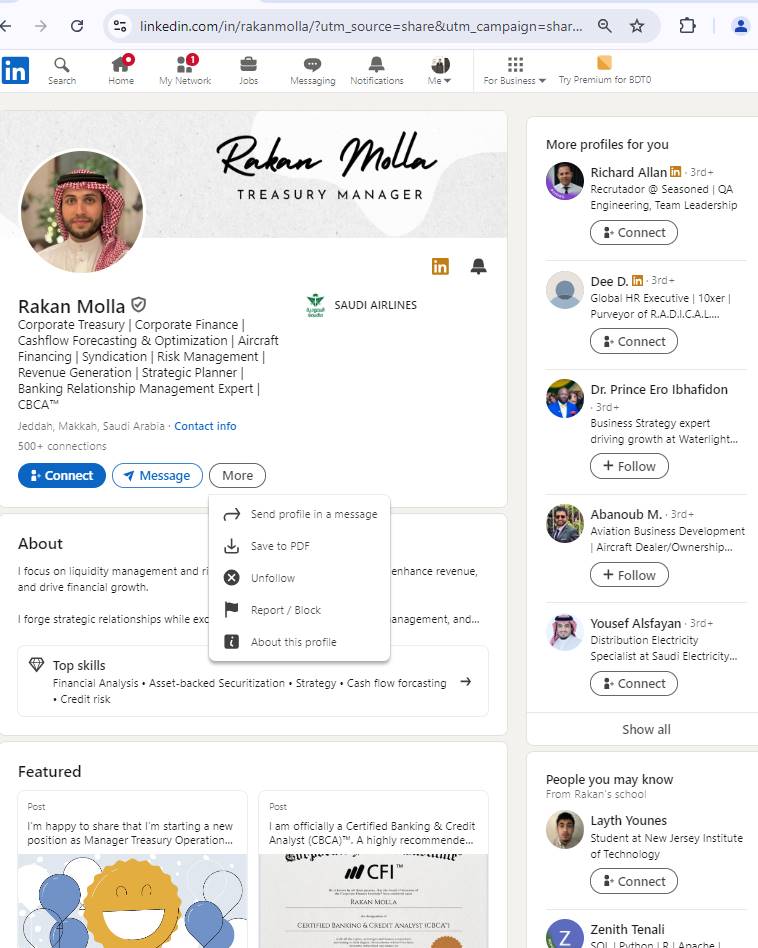 linkedin.com/in/rakanmolla/?utm_source=share&utm_campaign=shar...
in
Search
Home
1
My Network
Jobs
Messaging
Notifications
Me
For Business
Try Premium for BDT0
Rakan Molla
TREASURY MANAGER
in
Rakan Molla
SAUDI AIRLINES
Corporate Treasury | Corporate Finance |
Cashflow Forecasting & Optimization | Aircraft
Financing | Syndication | Risk Management |
Revenue Generation | Strategic Planner |
Banking Relationship Management Expert |
CBCA™
Jeddah, Makkah, Saudi Arabia · Contact info
500+ connections
Connect
Message
More
Send profile in a message
Save to PDF
Unfollow
Report / Block
About this profile
About
I focus on liquidity management and ri
enhance revenue,
and drive financial growth.
I forge strategic relationships while exc
anagement, and...
Top skills
Financial Analysis • Asset-backed Securitization • Strategy • Cash flow forcasting
• Credit risk
Featured
Post
I'm happy to share that I'm starting a new
position as Manager Treasury Operation...
Post
I am officially a Certified Banking & Credit
Analyst (CBCA)™. A highly recommende...
CFI™
RAKAN MOLLA
CERTIFIED BANKING & CREDIT ANALYST (CBCA™)
More profiles for you
Richard Allan in · 3rd+
Recrutador @ Seasoned | QA
Engineering, Team Leadership
Connect
Dee D. in · 3rd+
Global HR Executive | 10xer |
Purveyor of R.A.D.I.C.A.L....
Connect
Dr. Prince Ero Ibhafidon
· 3rd+
Business Strategy expert
driving growth at Waterlight...
+ Follow
Abanoub M. · 3rd+
Aviation Business Development
| Aircraft Dealer/Ownership...
+ Follow
Yousef Alsfayan · 3rd+
Distribution Electricity
Specialist at Saudi Electricity...
Connect
Show all
People you may know
From Rakan's school
Layth Younes
Student at New Jersey Institute
of Technology
Connect
Z
Zenith Tenali
SQL | Python | R | Apache |